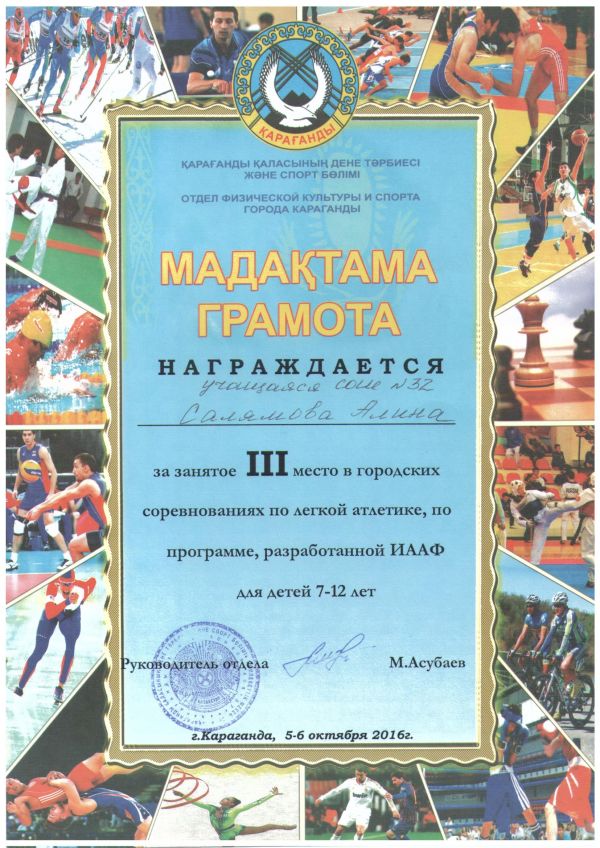 ҚАРАҒАНДЫ
ҚАРАҒАНДЫ ҚАЛАСЫНЫҢ ДЕНЕ ТӘРБИЕСІ
ЖӘНЕ СПОРТ БӨЛІМІ
ОТДЕЛ ФИЗИЧЕСКОЙ КУЛЬТУРЫ И СПОРТА
ГОРОДА КАРАГАНДЫ
МАДАҚТАМА
ГРАМОТА
НАГРАЖДАЕТСЯ
учащаяся сош N32
Салямова Алина
за занятое III место в городских
соревнованиях по легкой атлетике, по
программе, разработанной ИААФ
для детей 7-12 лет
Руководитель отдела М.Асубаев
г.Караганда, 5-6 октября 2016г.